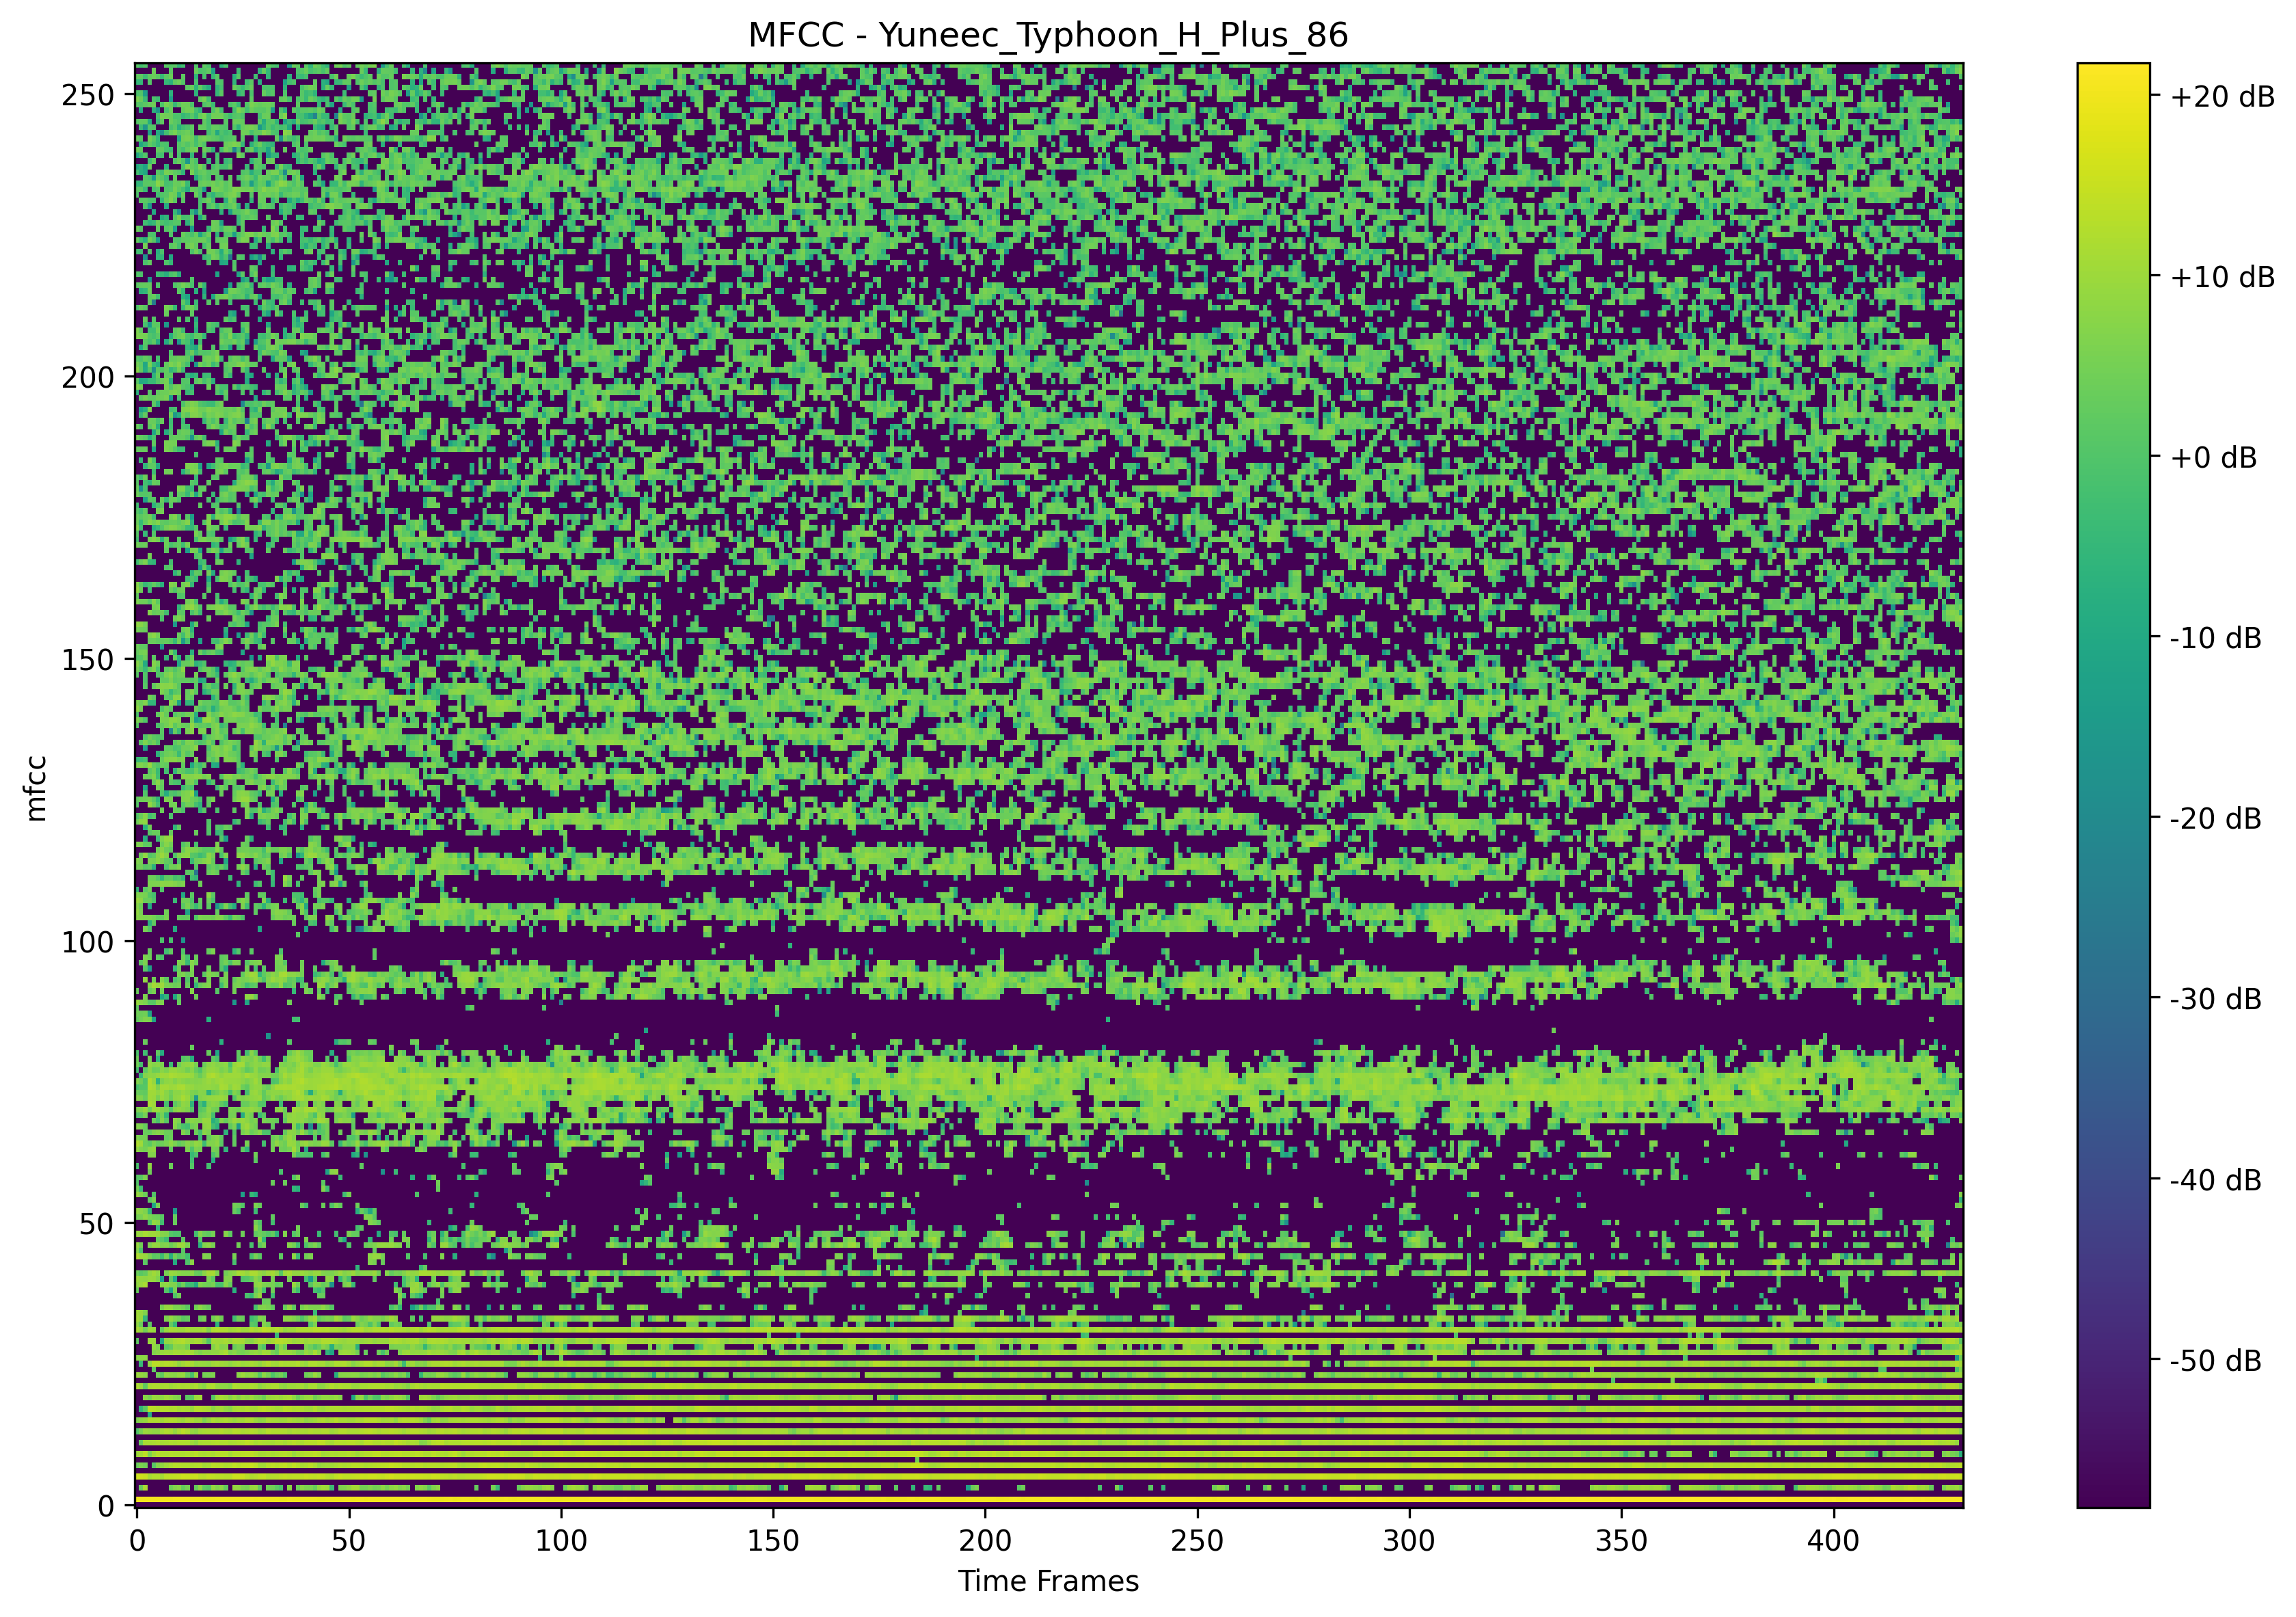 MFCC - Yuneec_Typhoon_H_Plus_86
250
200
150
100
50
0
mfcc
0 50 100 150 200 250 300 350 400
Time Frames
+20 dB
+10 dB
+0 dB
-10 dB
-20 dB
-30 dB
-40 dB
-50 dB